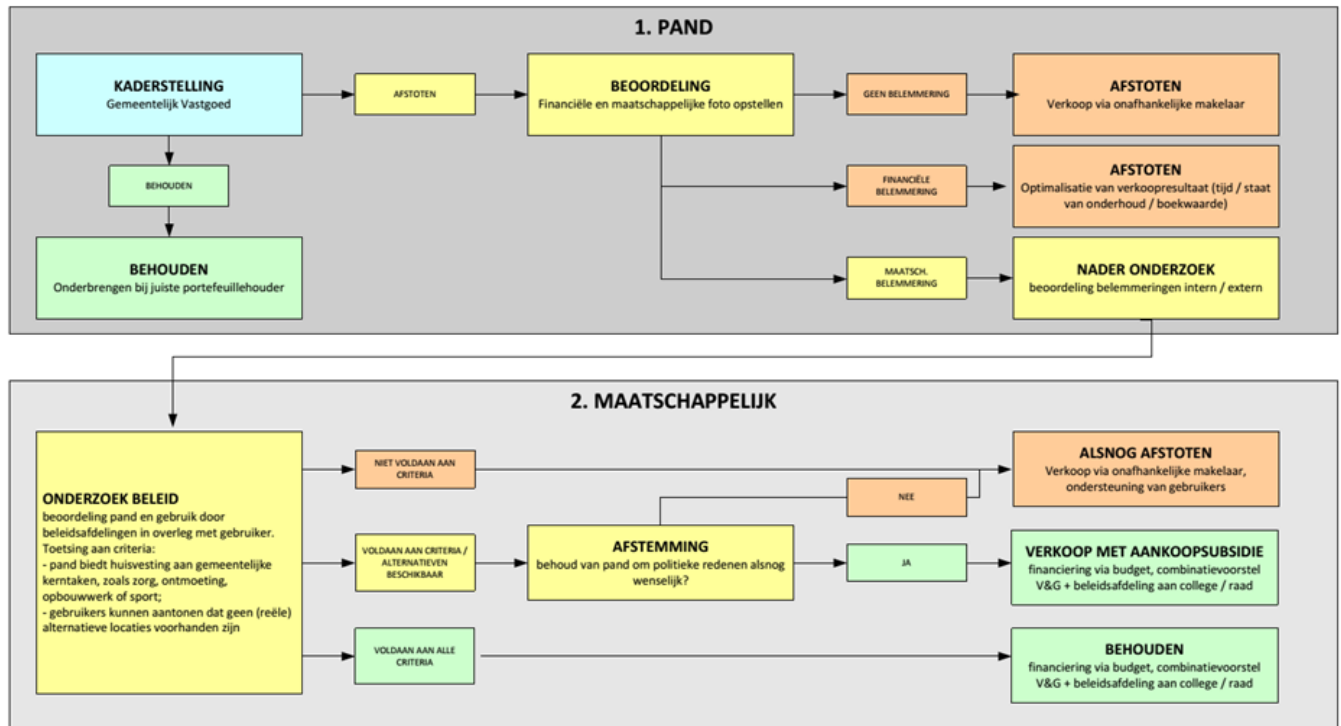 1. PAND
KADERSTELLING
Gemeentelijk Vastgoed
AFSTOTEN
BEOORDELING
Financiële en maatschappelijke foto opstellen
GEEN BELEMMERING
AFSTOTEN
Verkoop via onafhankelijke makelaar
BEHOUDEN
FINANCIËLE
BELEMMERING
AFSTOTEN
Optimalisatie van verkoopresultaat (tijd / staat
van onderhoud / boekwaarde)
BEHOUDEN
Onderbrengen bij juiste portefeuillehouder
MAATSCH.
BELEMMERING
NADER ONDERZOEK
beoordeling belemmeringen intern / extern
2. MAATSCHAPPELIJK
ONDERZOEK BELEID
beoordeling pand en gebruik door
beleidsafdelingen in overleg met gebruiker.
Toetsing aan criteria:
- pand biedt huisvesting aan gemeentelijke
kerntaken, zoals zorg, ontmoeting,
opbouwwerk of sport;
- gebruikers kunnen aantonen dat geen (reële)
alternatieve locaties voorhanden zijn
NIET VOLDAAN AAN
CRITERIA
NEE
ALSNOG AFSTOTEN
Verkoop via onafhankelijke makelaar,
ondersteuning van gebruikers
VOLDAAN AAN CRITERIA /
ALTERNATIEVEN
BESCHIKBAAR
AFSTEMMING
behoud van pand om politieke redenen alsnog
wenselijk?
JA
VERKOOP MET AANKOOPSUBSIDIE
financiering via budget, combinatievoorstel
V&G + beleidsafdeling aan college / raad
VOLDAAN AAN ALLE
CRITERIA
BEHOUDEN
financiering via budget, combinatievoorstel
V&G + beleidsafdeling aan college / raad